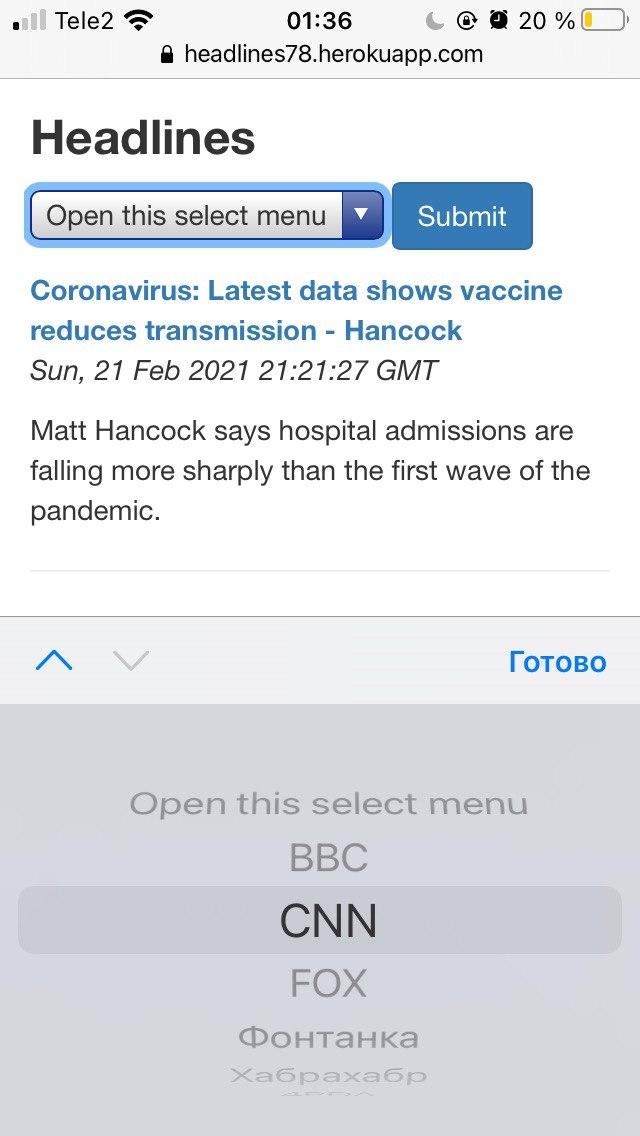 Tele2 01:36 20 %
headlines78.herokuapp.com
Headlines
Open this select menu Submit
Coronavirus: Latest data shows vaccine
reduces transmission - Hancock
Sun, 21 Feb 2021 21:21:27 GMT
Matt Hancock says hospital admissions are
falling more sharply than the first wave of the
pandemic.
Готово
Open this select menu
BBC
CNN
FOX
Фонтанка
Хабрахабр